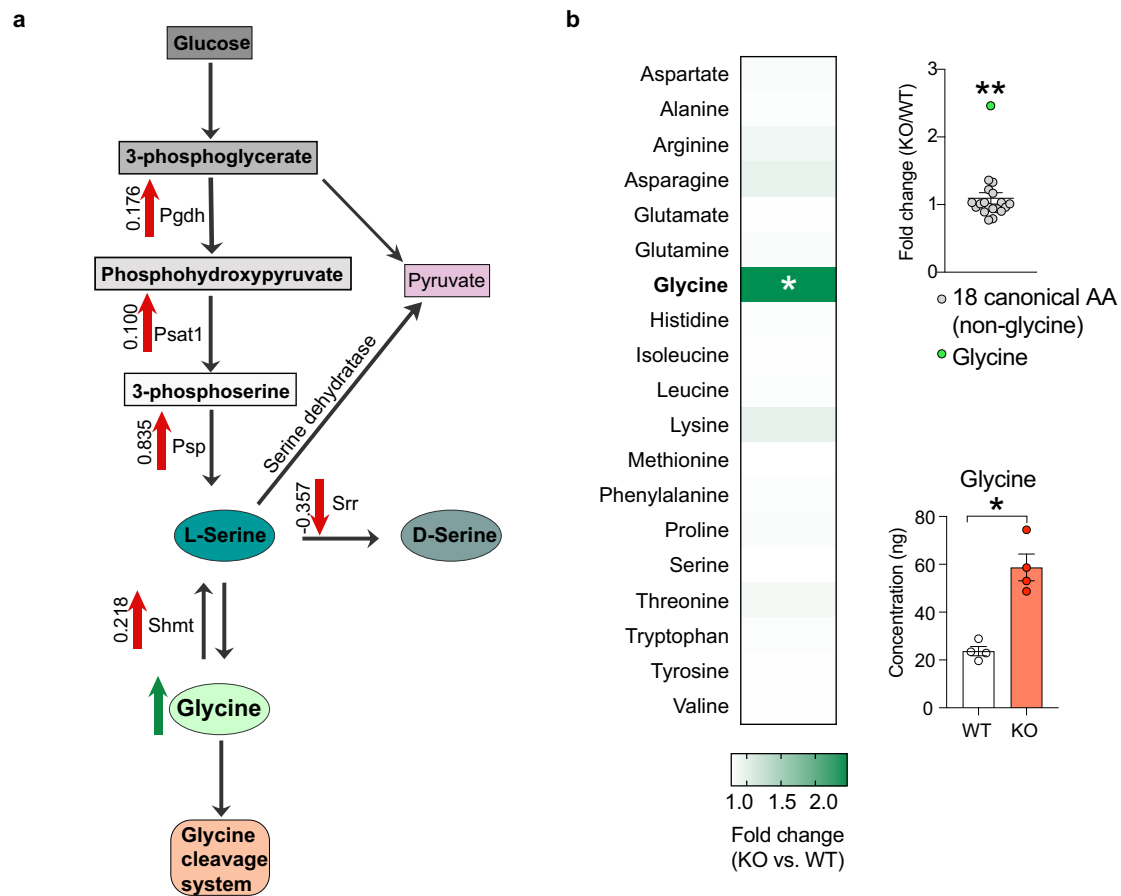 a
Glucose
3-phosphoglycerate
0.176
Pgdh
Phosphohydroxypyruvate
Pyruvate
0.100
Psat1
3-phosphoserine
Serine dehydratase
0.835
Psp
-0.357
Srr
L-Serine
D-Serine
0.218
Shmt
Glycine
Glycine
cleavage
system
b
Aspartate
Alanine
Arginine
Asparagine
Glutamate
Glutamine
Glycine
*
Histidine
Isoleucine
Leucine
Lysine
Methionine
Phenylalanine
Proline
Serine
Threonine
Tryptophan
Tyrosine
Valine
1.0 1.5 2.0
Fold change
(KO vs. WT)
Fold change (KO/WT)
3
2
1
0
**
18 canonical AA
(non-glycine)
Glycine
Glycine
*
Concentration (ng)
80
60
40
20
0
WT KO